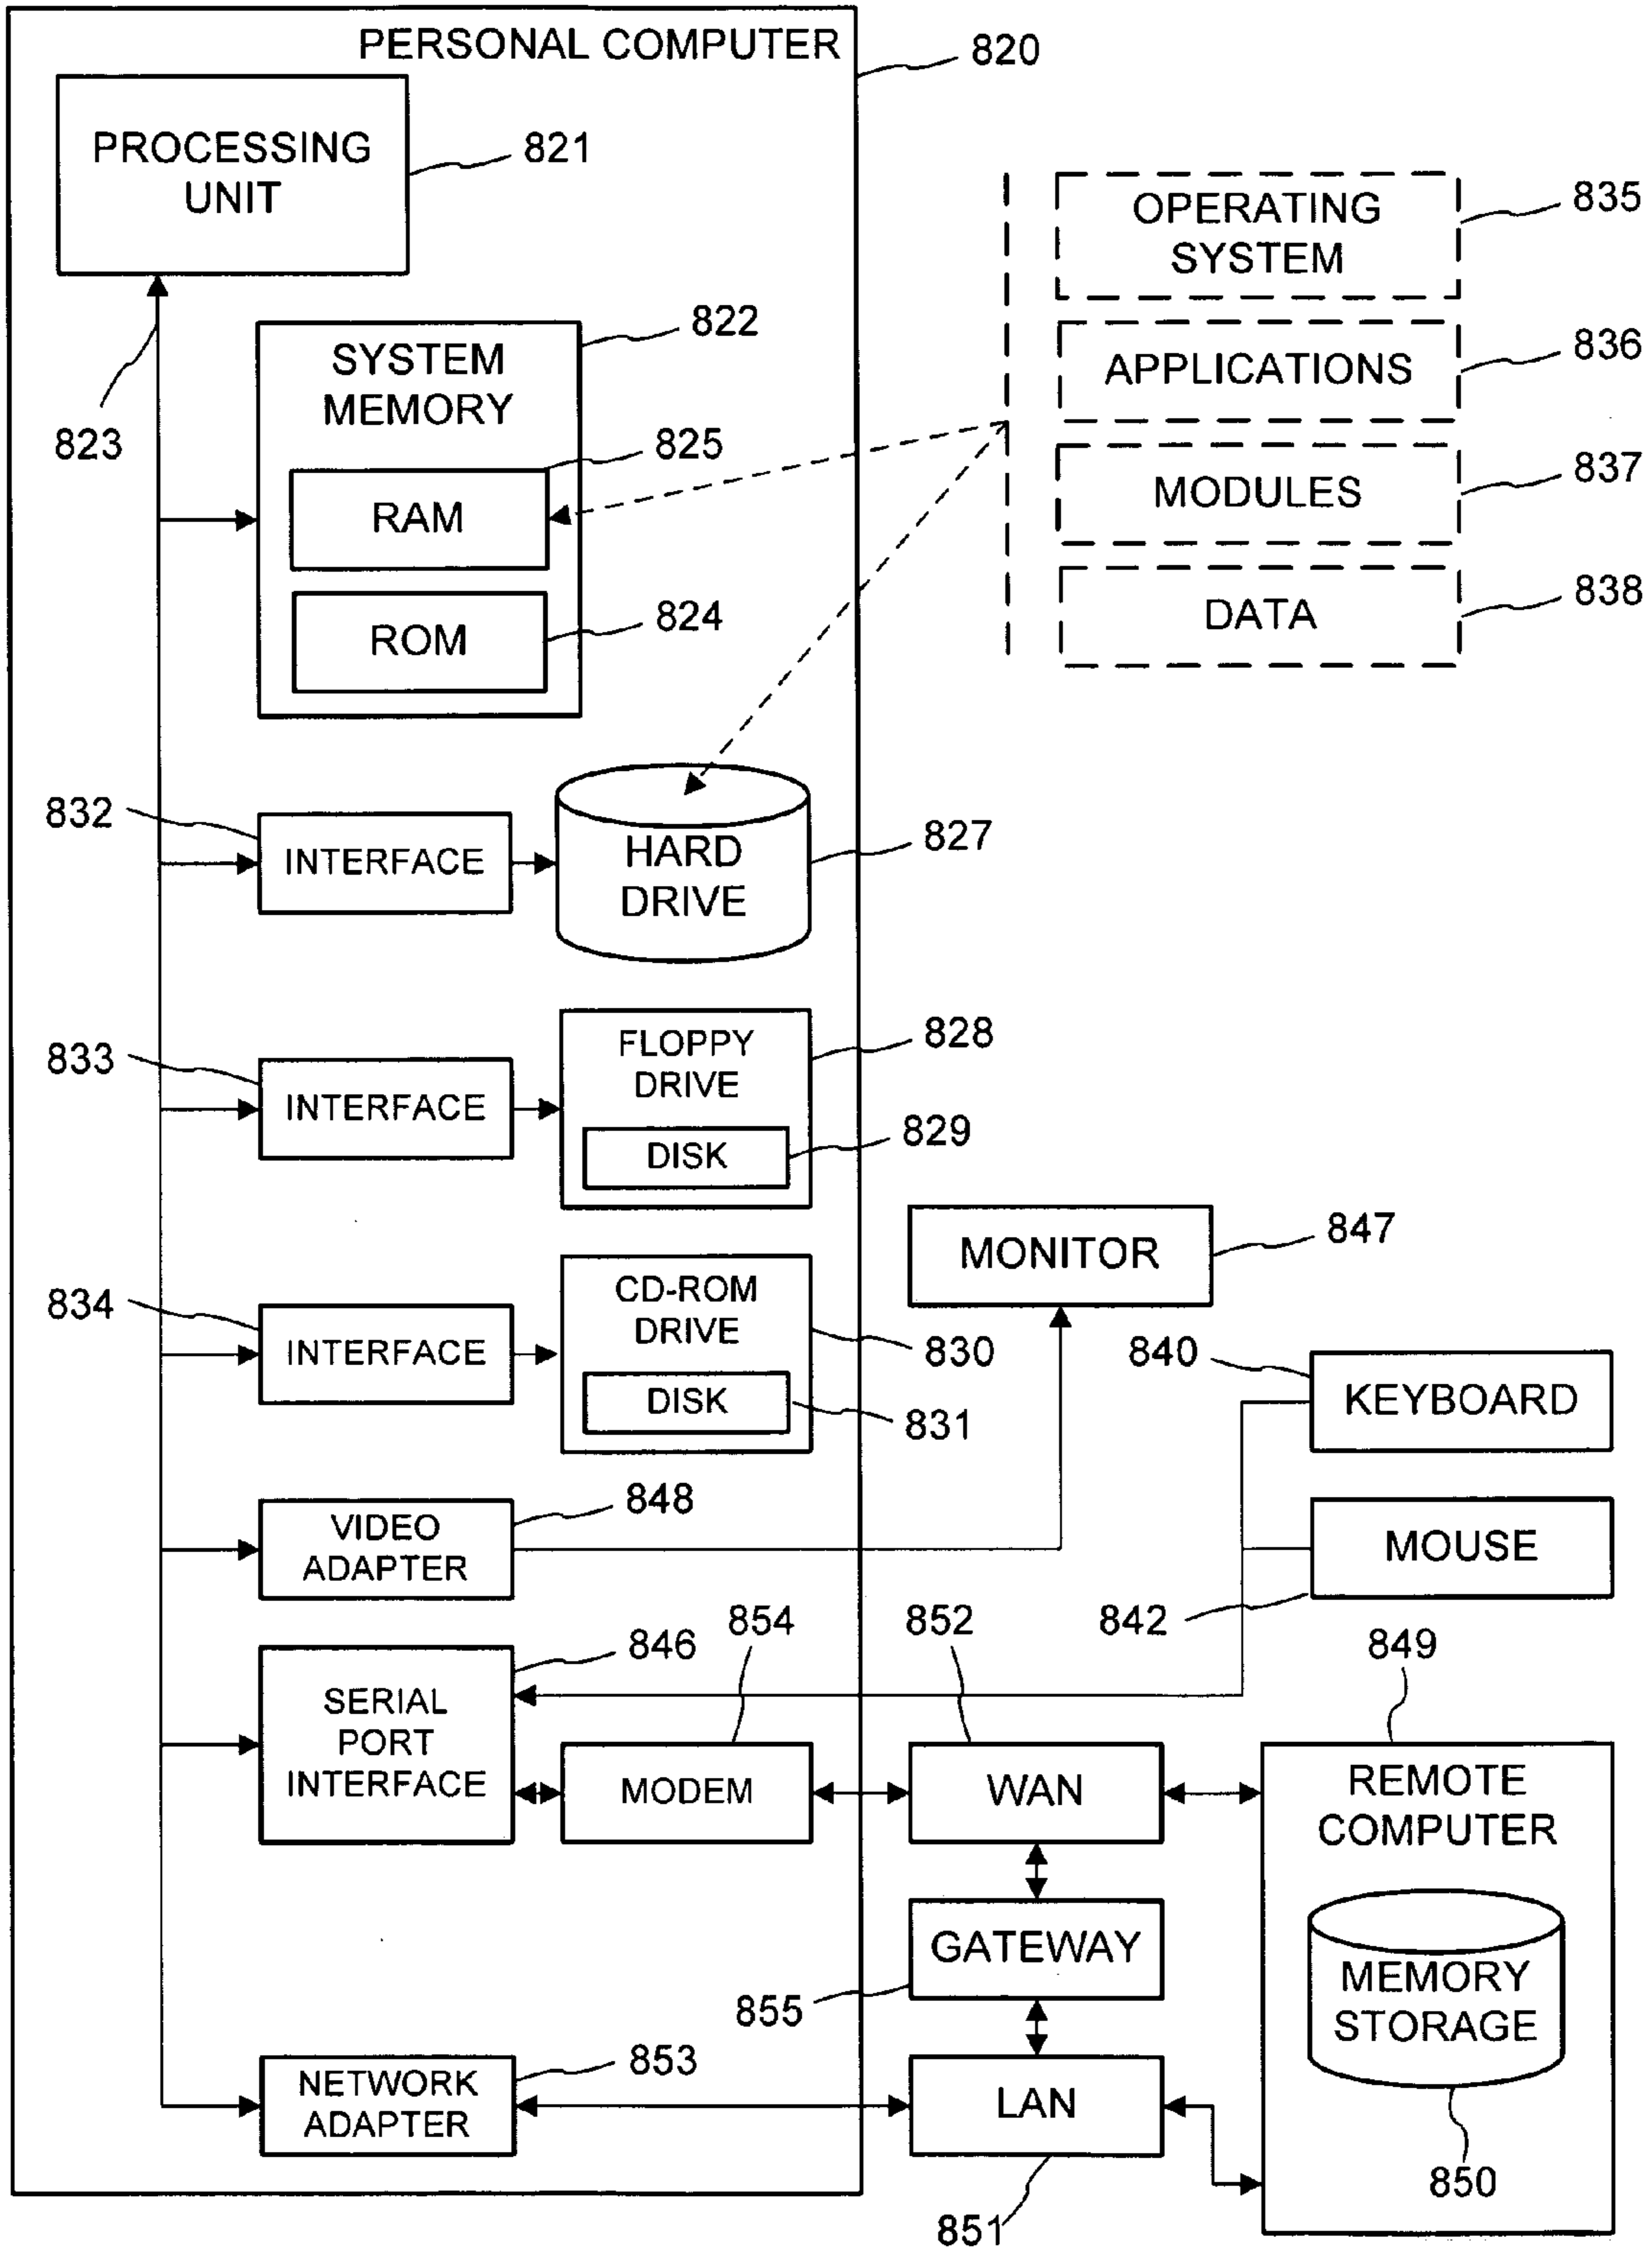 PERSONAL COMPUTER
820
PROCESSING
UNIT
821
823
SYSTEM
MEMORY
822
825
RAM
824
ROM
OPERATING
SYSTEM
835
APPLICATIONS
836
MODULES
837
DATA
838
832
INTERFACE
HARD
DRIVE
827
833
INTERFACE
FLOPPY
DRIVE
828
DISK
829
834
INTERFACE
CD-ROM
DRIVE
830
DISK
831
MONITOR
847
840
KEYBOARD
MOUSE
842
VIDEO
ADAPTER
848
846
SERIAL
PORT
INTERFACE
854
MODEM
852
WAN
849
REMOTE
COMPUTER
GATEWAY
855
MEMORY
STORAGE
850
NETWORK
ADAPTER
853
LAN
851